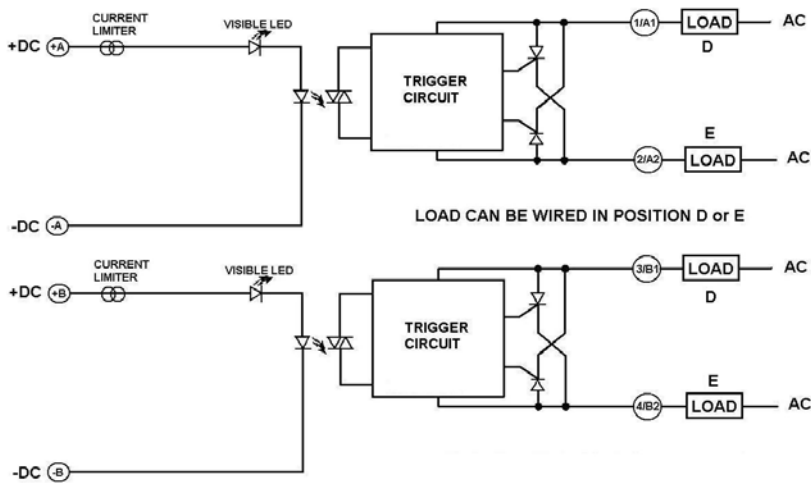 CURRENT
LIMITER
VISIBLE LED
+DC +A
-DC -A
TRIGGER
CIRCUIT
1/A1 LOAD AC
D
E
2/A2 LOAD AC
LOAD CAN BE WIRED IN POSITION D or E
CURRENT
LIMITER
VISIBLE LED
+DC +B
-DC -B
TRIGGER
CIRCUIT
3/B1 LOAD AC
D
E
4/B2 LOAD AC